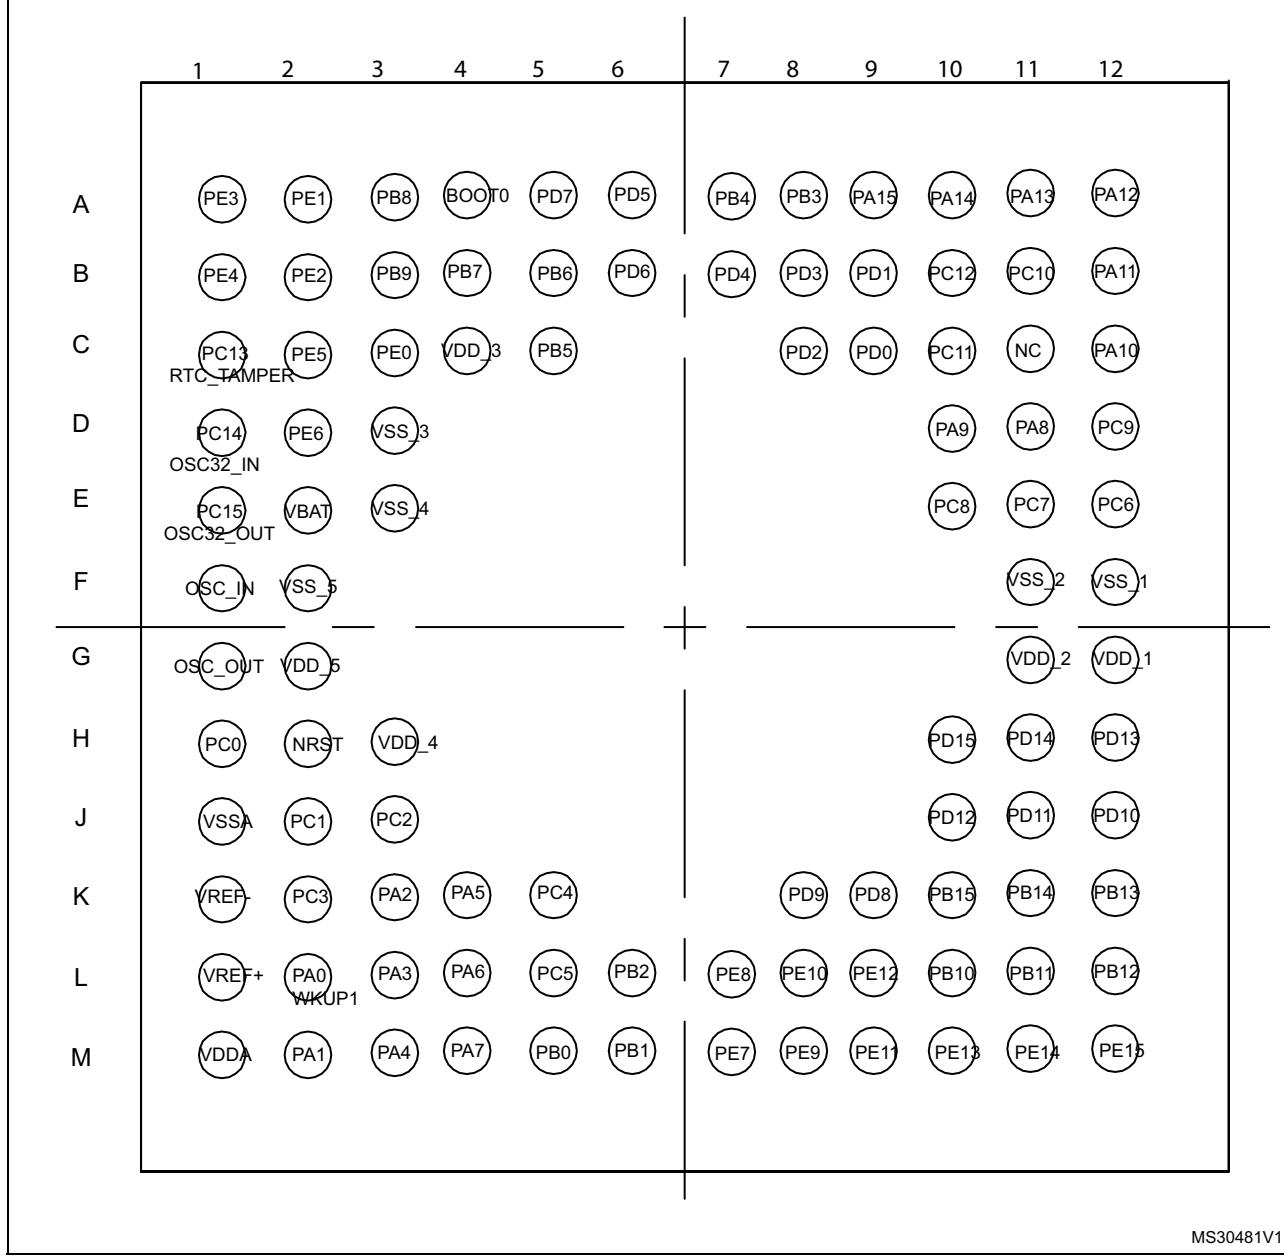 1 2 3 4 5 6 7 8 9 10 11 12
A PE3 PE1 PB8 BOOT0 PD7 PD5 PB4 PB3 PA15 PA14 PA13 PA12
B PE4 PE2 PB9 PB7 PB6 PD6 PD4 PD3 PD1 PC12 PC10 PA11
C PC13 PE5 PE0 VDD_3 PB5 PD2 PD0 PC11 NC PA10
RTC_TAMPER
D PC14 PE6 VSS_3 PA9 PA8 PC9
OSC32_IN
E PC15 VBAT VSS_4 PC8 PC7 PC6
OSC32_OUT
F OSC_IN VSS_5 VSS_2 VSS_1
G OSC_OUT VDD_5 VDD_2 VDD_1
H PC0 NRST VDD_4 PD15 PD14 PD13
J VSSA PC1 PC2 PD12 PD11 PD10
K VREF- PC3 PA2 PA5 PC4 PD9 PD8 PB15 PB14 PB13
L VREF+ PA0 PA3 PA6 PC5 PB2 PE8 PE10 PE12 PB10 PB11 PB12
WKUP1
M VDDA PA1 PA4 PA7 PB0 PB1 PE7 PE9 PE11 PE13 PE14 PE15
MS30481V1